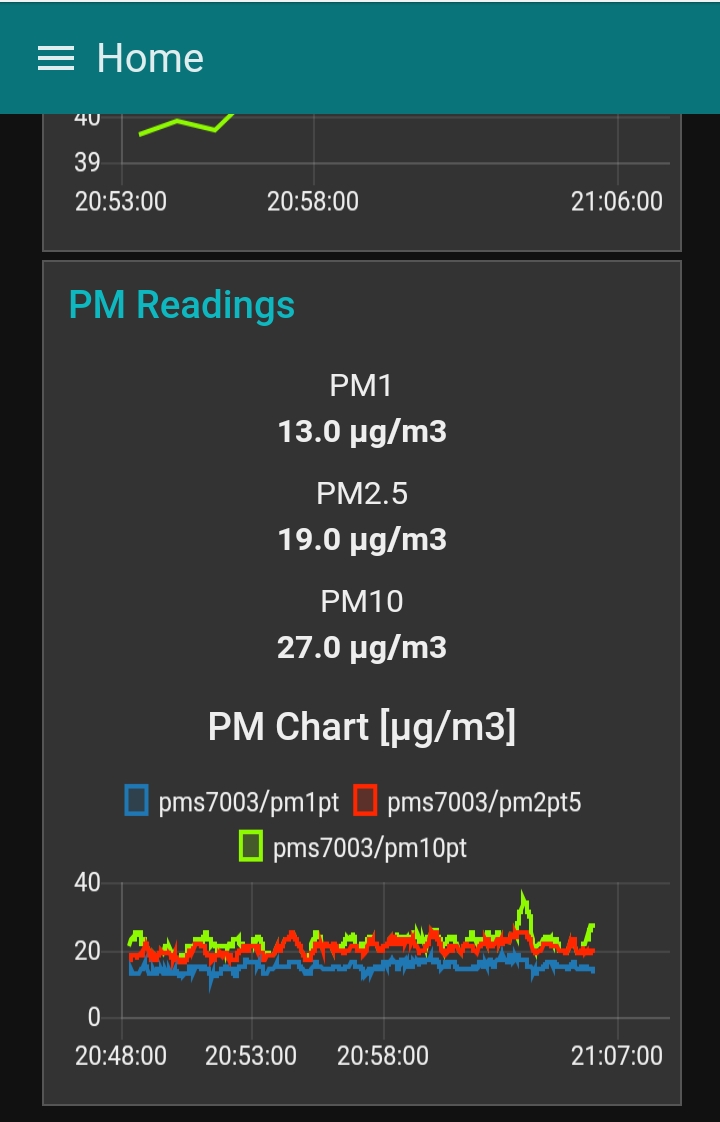 Home
40
39
20:53:00 20:58:00 21:06:00
PM Readings
PM1
13.0 µg/m3
PM2.5
19.0 µg/m3
PM10
27.0 µg/m3
PM Chart [µg/m3]
pms7003/pm1pt pms7003/pm2pt5
pms7003/pm10pt
40
20
0
20:48:00 20:53:00 20:58:00 21:07:00